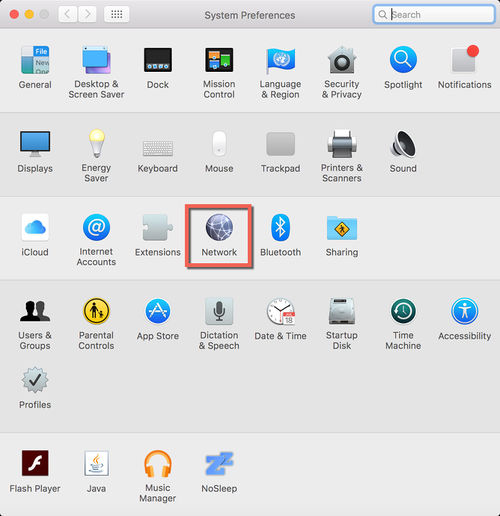 System Preferences
Search
File
New
Ope
General
Desktop &
Screen Saver
Dock
Mission
Control
Language
& Region
Security
& Privacy
Spotlight
Notifications
Displays
Energy
Saver
Keyboard
Mouse
Trackpad
Printers &
Scanners
Sound
iCloud
@
Internet
Accounts
Extensions
Network
Bluetooth
Sharing
Users &
Groups
Parental
Controls
App Store
Dictation
& Speech
JUL
18
Date & Time
Startup
Disk
Time
Machine
Accessibility
Profiles
Flash Player
Java
Music
Manager
zz
NoSleep